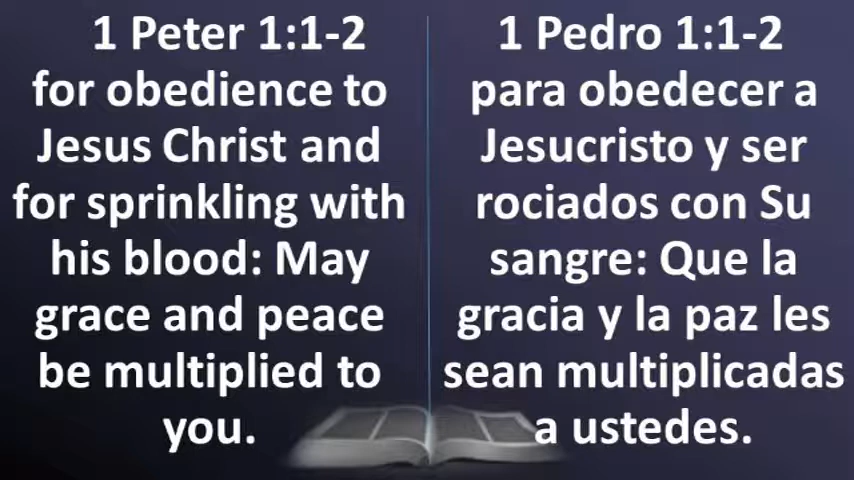 1 Peter 1:1-2
for obedience to
Jesus Christ and
for sprinkling with
his blood: May
grace and peace
be multiplied to
you.
1 Pedro 1:1-2
para obedecer a
Jesucristo y ser
rociados con Su
sangre: Que la
gracia y la paz les
sean multiplicadas
a ustedes.